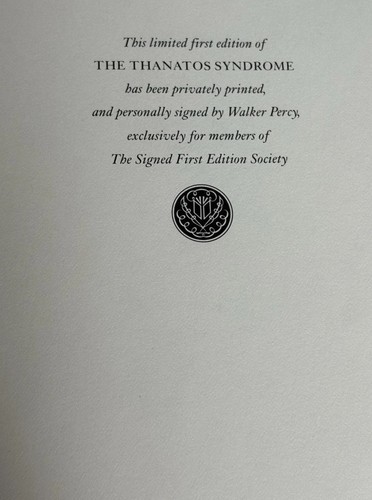 This limited first edition of
THE THANATOS SYNDROME
has been privately printed,
and personally signed by Walker Percy,
exclusively for members of
The Signed First Edition Society